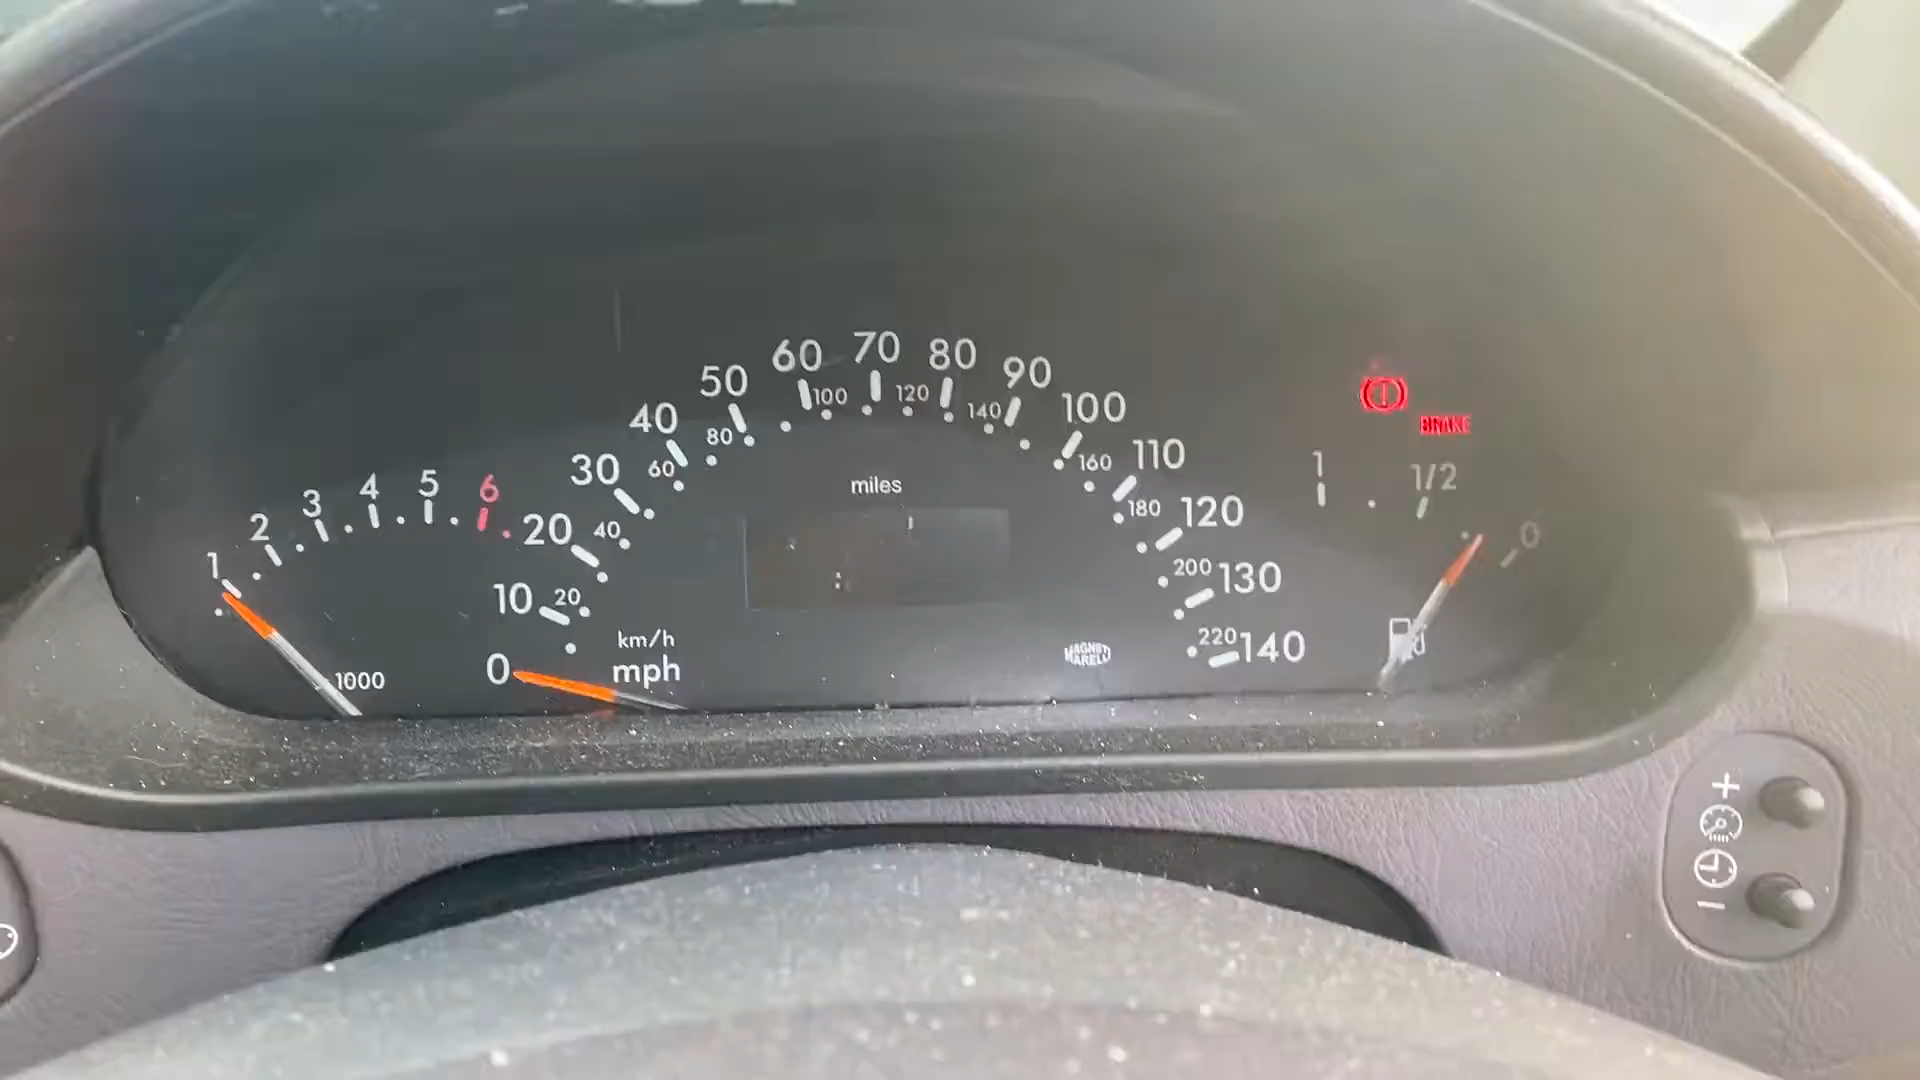 60 70 80
50 100 120 90
40 80 140 100
BRAKE
30 60 160 110
1 1/2 0
miles
1 2 3 4 5 6
20 40 180 120
10 20 200 130
km/h
0 mph
220 140
MAGNETI
MARELLI
1000
+
-